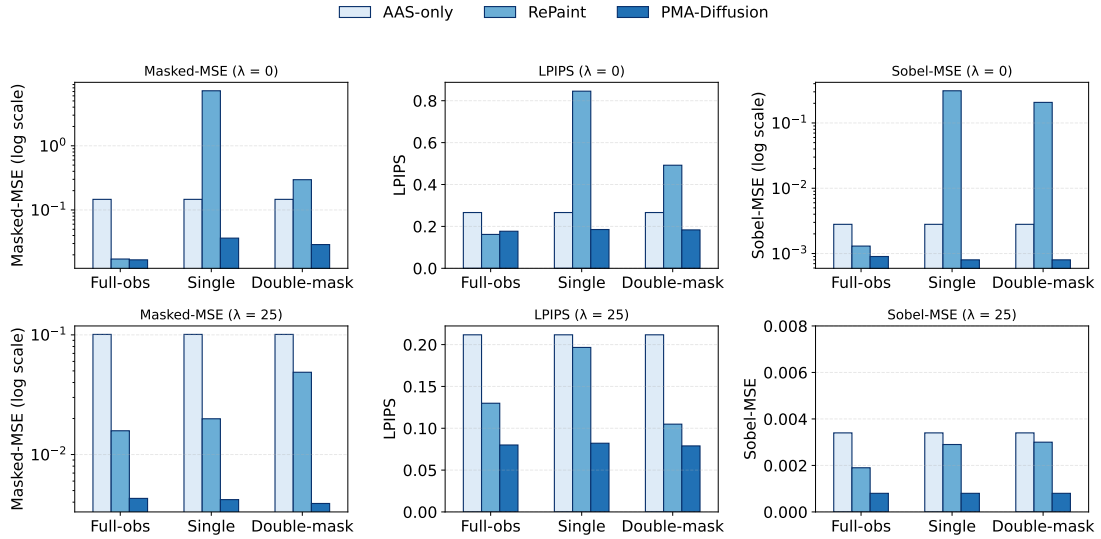 AAS-only RePaint PMA-Diffusion
Masked-MSE (λ = 0)
Masked-MSE (log scale)
10⁰
10⁻¹
Full-obs Single Double-mask
LPIPS (λ = 0)
LPIPS
0.8
0.6
0.4
0.2
0.0
Full-obs Single Double-mask
Sobel-MSE (λ = 0)
Sobel-MSE (log scale)
10⁻¹
10⁻²
10⁻³
Full-obs Single Double-mask
Masked-MSE (λ = 25)
Masked-MSE (log scale)
10⁻¹
10⁻²
Full-obs Single Double-mask
LPIPS (λ = 25)
LPIPS
0.20
0.15
0.10
0.05
0.00
Full-obs Single Double-mask
Sobel-MSE (λ = 25)
Sobel-MSE
0.008
0.006
0.004
0.002
0.000
Full-obs Single Double-mask